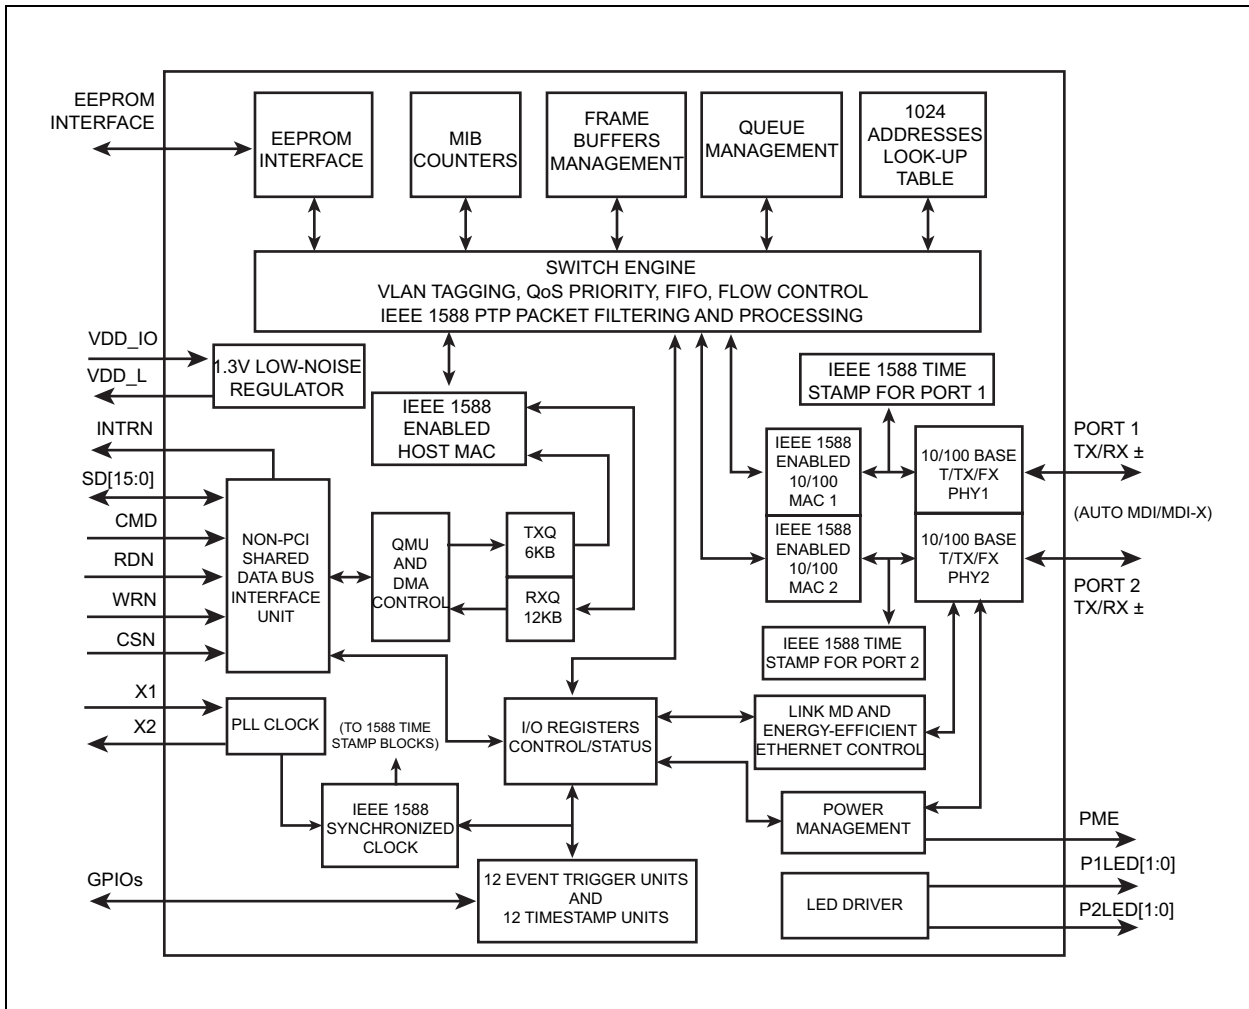 EEPROM
INTERFACE
EEPROM
INTERFACE
MIB
COUNTERS
FRAME
BUFFERS
MANAGEMENT
QUEUE
MANAGEMENT
1024
ADDRESSES
LOOK-UP
TABLE
SWITCH ENGINE
VLAN TAGGING, QoS PRIORITY, FIFO, FLOW CONTROL
IEEE 1588 PTP PACKET FILTERING AND PROCESSING
VDD_IO
VDD_L
1.3V LOW-NOISE
REGULATOR
IEEE 1588
ENABLED
HOST MAC
IEEE 1588 TIME
STAMP FOR PORT 1
INTRN
SD[15:0]
CMD
RDN
WRN
CSN
NON-PCI
SHARED
DATA BUS
INTERFACE
UNIT
QMU
AND
DMA
CONTROL
TXQ
6KB
RXQ
12KB
IEEE 1588
ENABLED
10/100
MAC 1
IEEE 1588
ENABLED
10/100
MAC 2
10/100 BASE
T/TX/FX
PHY1
10/100 BASE
T/TX/FX
PHY2
PORT 1
TX/RX ±
(AUTO MDI/MDI-X)
PORT 2
TX/RX ±
IEEE 1588 TIME
STAMP FOR PORT 2
X1
X2
PLL CLOCK
(TO 1588 TIME
STAMP BLOCKS)
I/O REGISTERS
CONTROL/STATUS
LINK MD AND
ENERGY-EFFICIENT
ETHERNET CONTROL
IEEE 1588
SYNCHRONIZED
CLOCK
POWER
MANAGEMENT
PME
GPIOs
12 EVENT TRIGGER UNITS
AND
12 TIMESTAMP UNITS
LED DRIVER
P1LED[1:0]
P2LED[1:0]